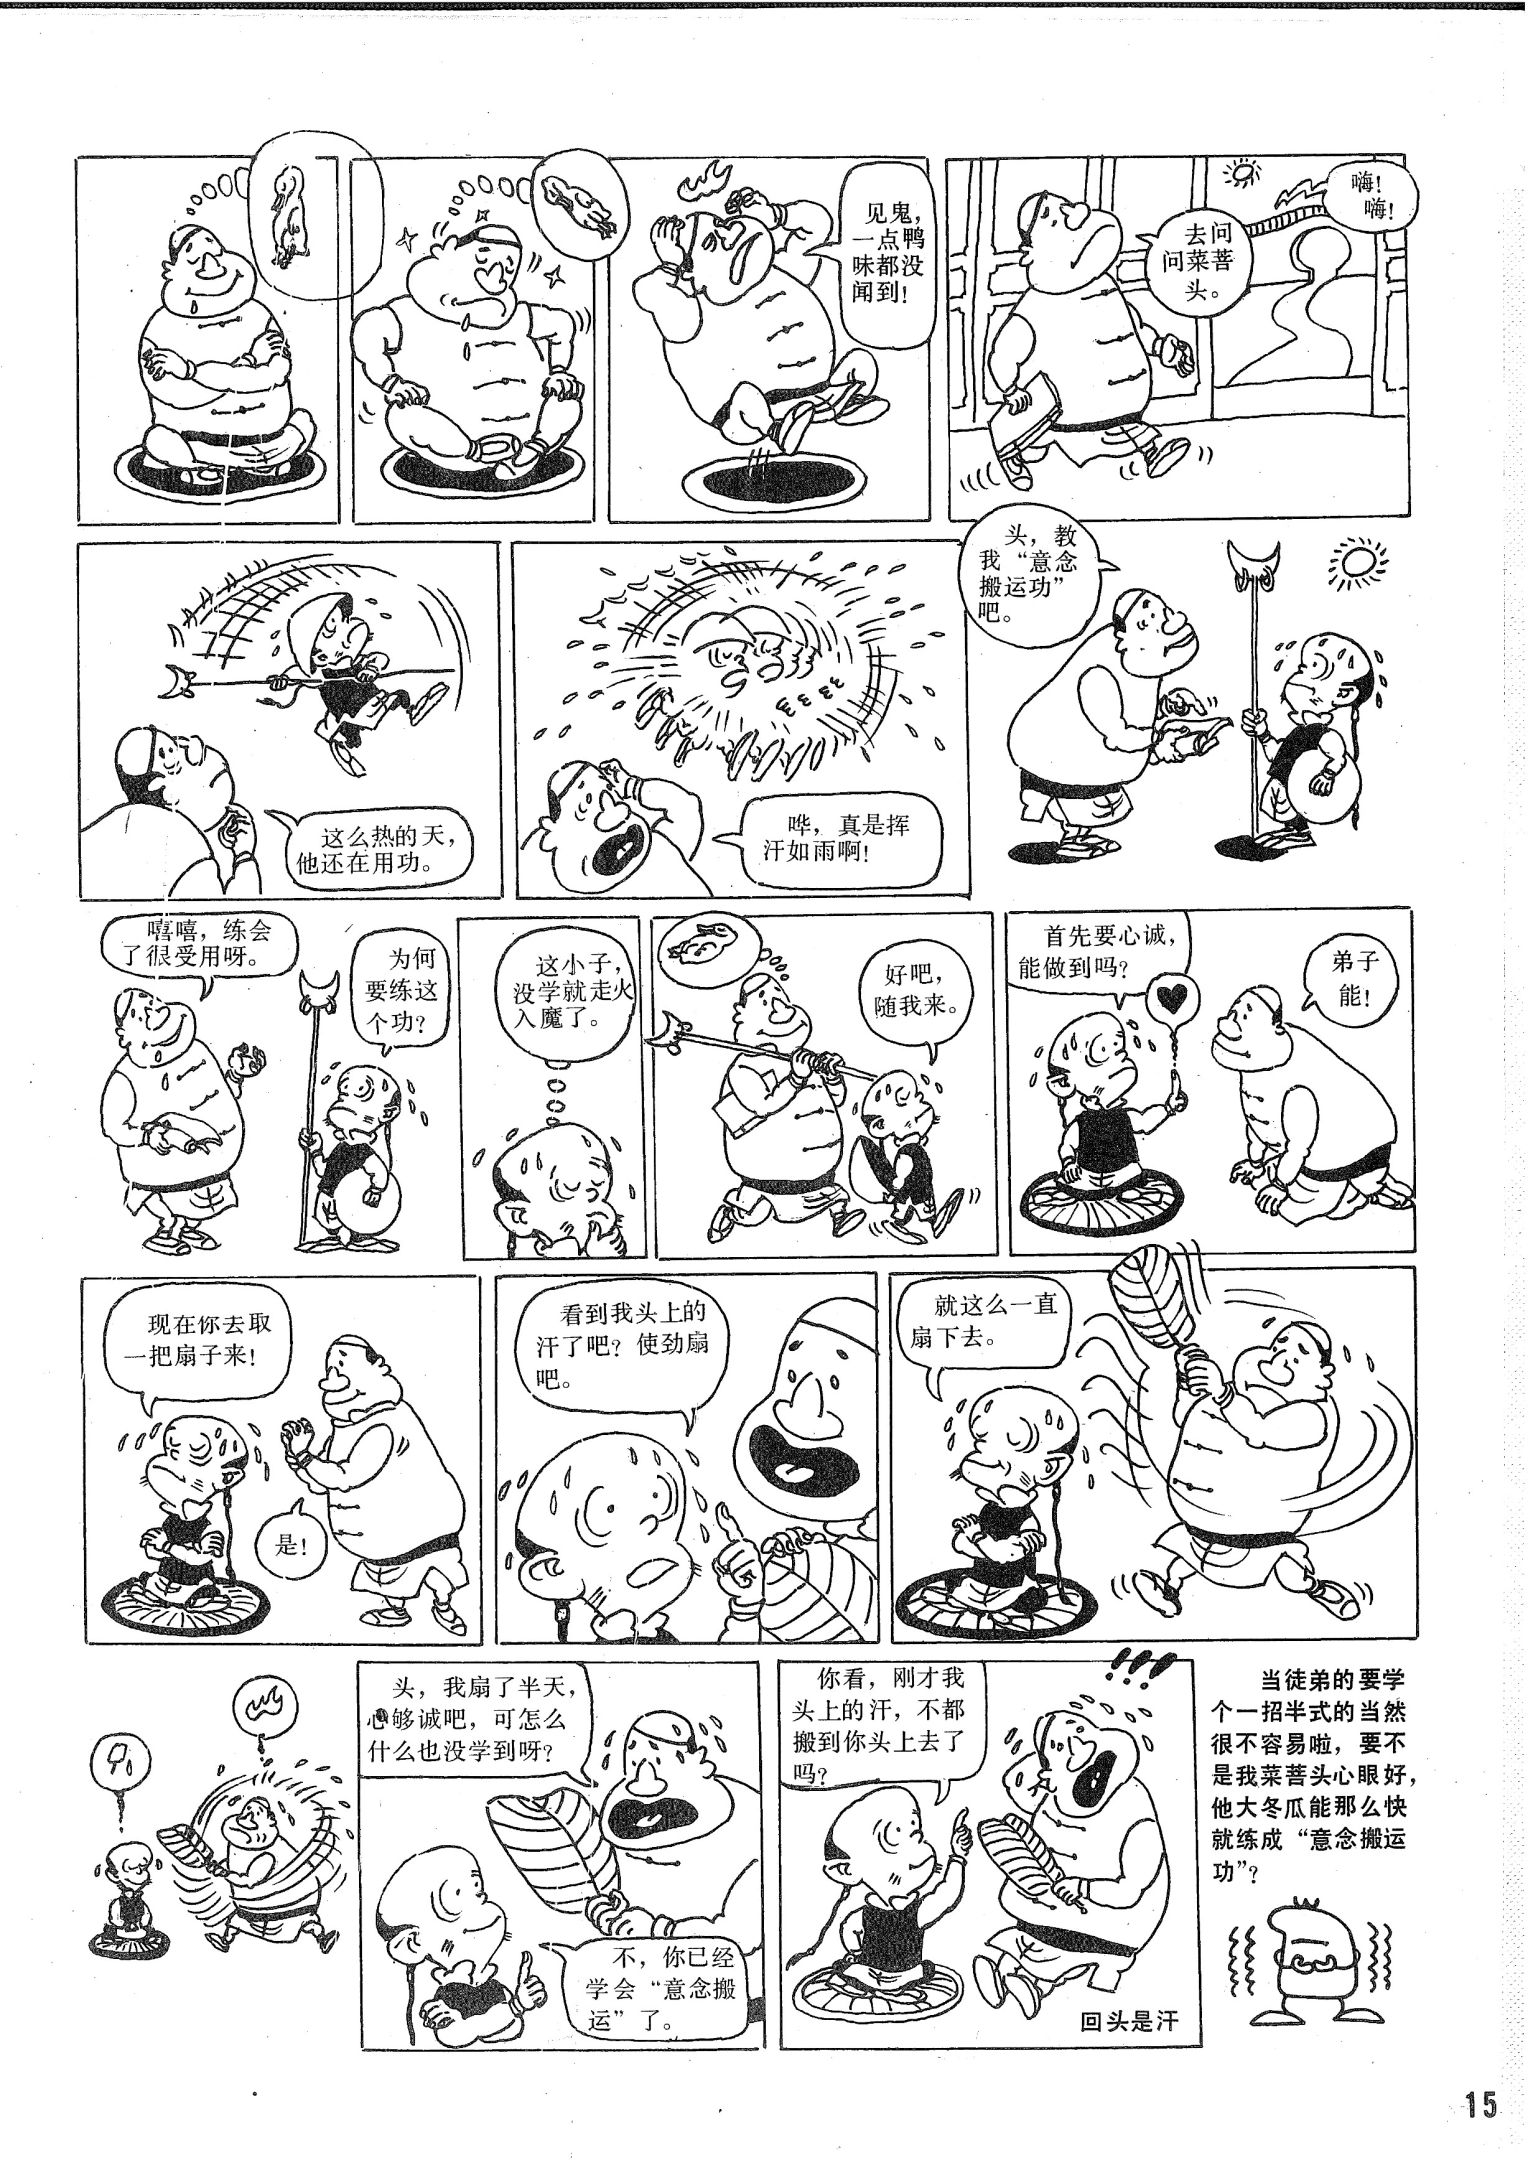 见鬼，
一点鸭
味都没
闻到！
去问
问菜菩
头。
嗨！
嗨！
这么热的天，
他还在用功。
哗，真是挥
汗如雨啊！
头，教
我“意念
搬运功”
吧。
嘻嘻，练会
了很受用呀。
为何
要练这
个功？
这小子，
没学就走火
入魔了。
好吧，
随我来。
首先要心诚，
能做到吗？
弟子
能！
现在你去取
一把扇子来！
是！
看到我头上的
汗了吧？使劲扇
吧。
就这么一直
扇下去。
头，我扇了半天，
心够诚吧，可怎么
什么也没学到呀？
不，你已经
学会“意念搬
运”了。
你看，刚才我
头上的汗，不都
搬到你头上去了
吗？
!!!
回头是汗
当徒弟的要学
个一招半式的当然
很不容易啦，要不
是我菜菩头心眼好，
他大冬瓜能那么快
就练成“意念搬运
功”？
15